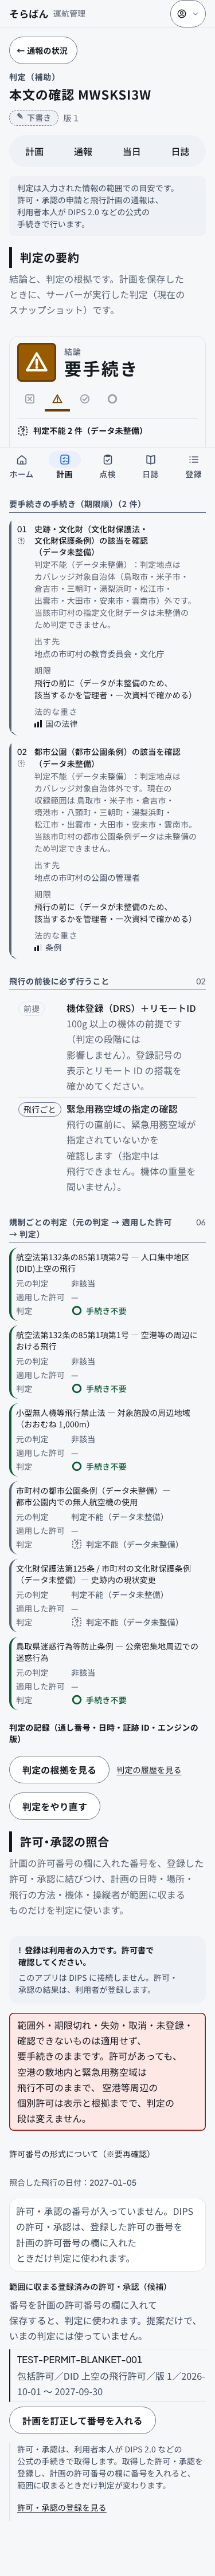 そらばん 運航管理
← 通報の状況
判定（補助）
本文の確認 MWSKSI3W
下書き 版 1
計画 通報 当日 日誌
判定は入力された情報の範囲での目安です。
許可・承認の申請と飛行計画の通報は、
利用者本人が DIPS 2.0 などの公式の
手続きで行います。
判定の要約
結論と、判定の根拠です。計画を保存した
ときに、サーバーが実行した判定（現在の
スナップショット）です。
結論
要手続き
判定不能 2 件（データ未整備）
ホーム 計画 点検 日誌 登録
要手続きの手続き（期限順）（2 件）
01 史跡・文化財（文化財保護法・
文化財保護条例）の該当を確認
（データ未整備）
判定不能（データ未整備）：判定地点は
カバレッジ対象自治体（鳥取市・米子市・
倉吉市・三朝町・湯梨浜町・松江市・
出雲市・大田市・安来市・雲南市）外です。
当該市町村の指定文化財データは未整備の
ため判定できません。
出す先
地点の市町村の教育委員会・文化庁
期限
飛行の前に（データが未整備のため、
該当するかを管理者・一次資料で確かめる）
法的な重さ
国の法律
02 都市公園（都市公園条例）の該当を確認
（データ未整備）
判定不能（データ未整備）：判定地点は
カバレッジ対象自治体外です。現在の
収録範囲は 鳥取市・米子市・倉吉市・
境港市・八頭町・三朝町・湯梨浜町・
松江市・出雲市・大田市・安来市・雲南市。
当該市町村の都市公園条例データは未整備の
ため判定できません。
出す先
地点の市町村の公園の管理者
期限
飛行の前に（データが未整備のため、
該当するかを管理者・一次資料で確かめる）
法的な重さ
条例
飛行の前後に必ず行うこと 02
前提 機体登録（DRS）＋リモートID
100g 以上の機体の前提です
（判定の段階には
影響しません）。登録記号の
表示とリモート ID の搭載を
確かめてください。
飛行ごと 緊急用務空域の指定の確認
飛行の直前に、緊急用務空域が
指定されていないかを
確認します（指定中は
飛行できません。機体の重量を
問いません）。
規制ごとの判定（元の判定 → 適用した許可
→ 判定） 06
航空法第132条の85第1項第2号 — 人口集中地区
(DID)上空の飛行
元の判定 非該当
適用した許可 —
判定 手続き不要
航空法第132条の85第1項第1号 — 空港等の周辺に
おける飛行
元の判定 非該当
適用した許可 —
判定 手続き不要
小型無人機等飛行禁止法 — 対象施設の周辺地域
（おおむね 1,000m）
元の判定 非該当
適用した許可 —
判定 手続き不要
市町村の都市公園条例（データ未整備） —
都市公園内での無人航空機の使用
元の判定 判定不能（データ未整備）
適用した許可 —
判定 判定不能（データ未整備）
文化財保護法第125条 / 市町村の文化財保護条例
（データ未整備） — 史跡内の現状変更
元の判定 判定不能（データ未整備）
適用した許可 —
判定 判定不能（データ未整備）
鳥取県迷惑行為等防止条例 — 公衆密集地周辺での
迷惑行為
元の判定 非該当
適用した許可 —
判定 手続き不要
判定の記録（通し番号・日時・証跡 ID・エンジンの
版）
判定の根拠を見る 判定の履歴を見る
判定をやり直す
許可・承認の照合
計画の許可番号の欄に入れた番号を、登録した
許可・承認に結びつけ、計画の日時・場所・
飛行の方法・機体・操縦者が範囲に収まる
ものだけを判定に使います。
! 登録は利用者の入力です。許可書で
確認してください。
このアプリは DIPS に接続しません。許可・
承認の結果は、利用者が登録します。
範囲外・期限切れ・失効・取消・未登録・
確認できないものは適用せず、
要手続きのままです。許可があっても、
空港の敷地内と緊急用務空域は
飛行不可のままで、空港等周辺の
個別許可は表示と根拠までで、判定の
段は変えません。
許可番号の形式について（※要再確認）
照合した飛行の日付：2027-01-05
許可・承認の番号が入っていません。DIPS
の許可・承認は、登録した許可の番号を
計画の許可番号の欄に入れた
ときだけ判定に使われます。
範囲に収まる登録済みの許可・承認（候補）
番号を計画の許可番号の欄に入れて
保存すると、判定に使われます。提案だけで、
いまの判定には使っていません。
TEST-PERMIT-BLANKET-001
包括許可／DID 上空の飛行許可／版 1／2026-
10-01 〜 2027-09-30
計画を訂正して番号を入れる
許可・承認は、利用者本人が DIPS 2.0 などの
公式の手続きで取得します。取得した許可・承認を
登録し、計画の許可番号の欄に番号を入れると、
範囲に収まるときだけ判定が変わります。
許可・承認の登録を見る